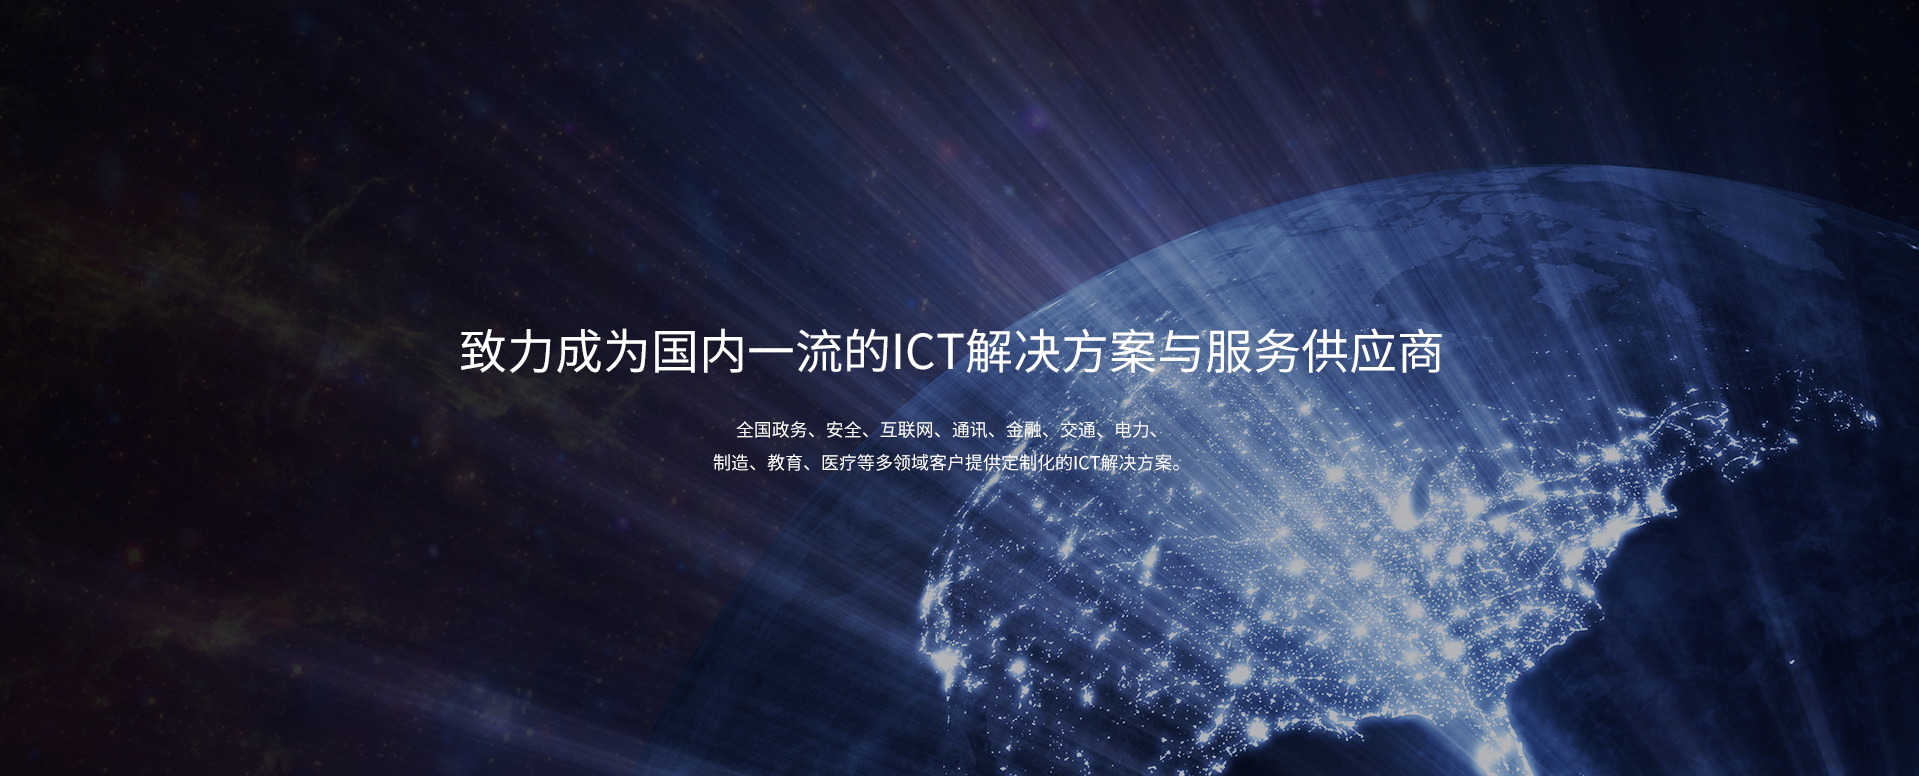 致力成为国内一流的ICT解决方案与服务供应商
全国政务、安全、互联网、通讯、金融、交通、电力、
制造、教育、医疗等多领域客户提供定制化的ICT解决方案。